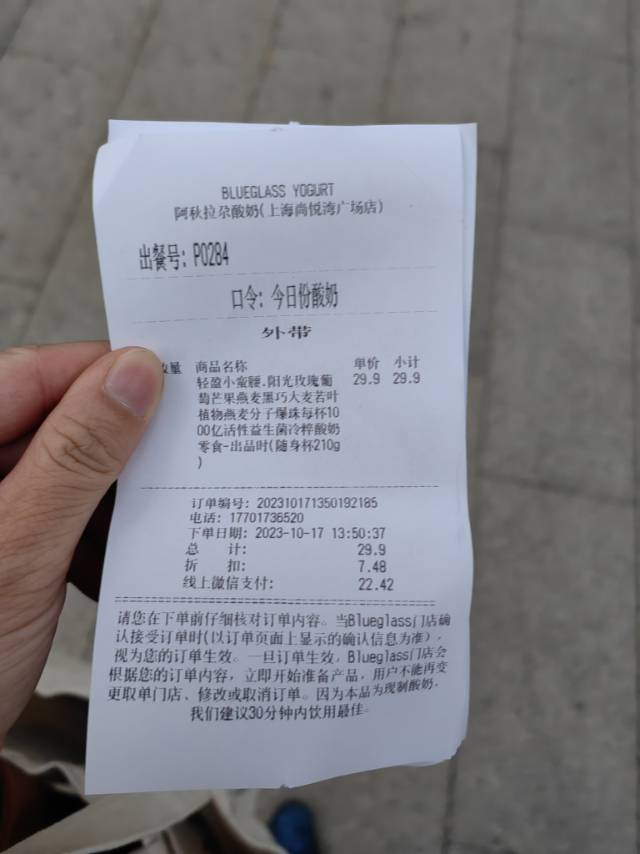 BLUEGLASS YOGURT
阿秋拉尕酸奶(上海尚悦湾广场店)
出餐号: P0284
口令: 今日份酸奶
外带
量 商品名称 单价 小计
轻盈小蛮腰.阳光玫瑰葡 29.9 29.9
萄芒果燕麦黑巧大麦若叶
植物燕麦分子爆珠每杯10
00亿活性益生菌冷榨酸奶
零食-出品时(随身杯210g
)
订单编号: 202310171350192185
电话: 17701736520
下单日期: 2023-10-17 13:50:37
总 计: 29.9
折 扣: 7.48
线上微信支付: 22.42
请您在下单前仔细核对订单内容。当Blueglass门店确
认接受订单时(以订单页面上显示的确认信息为准),
视为您的订单生效。一旦订单生效, Blueglass门店会
根据您的订单内容, 立即开始准备产品, 用户不能再变
更取单门店、修改或取消订单。因为本品为现制酸奶,
我们建议30分钟内饮用最佳。